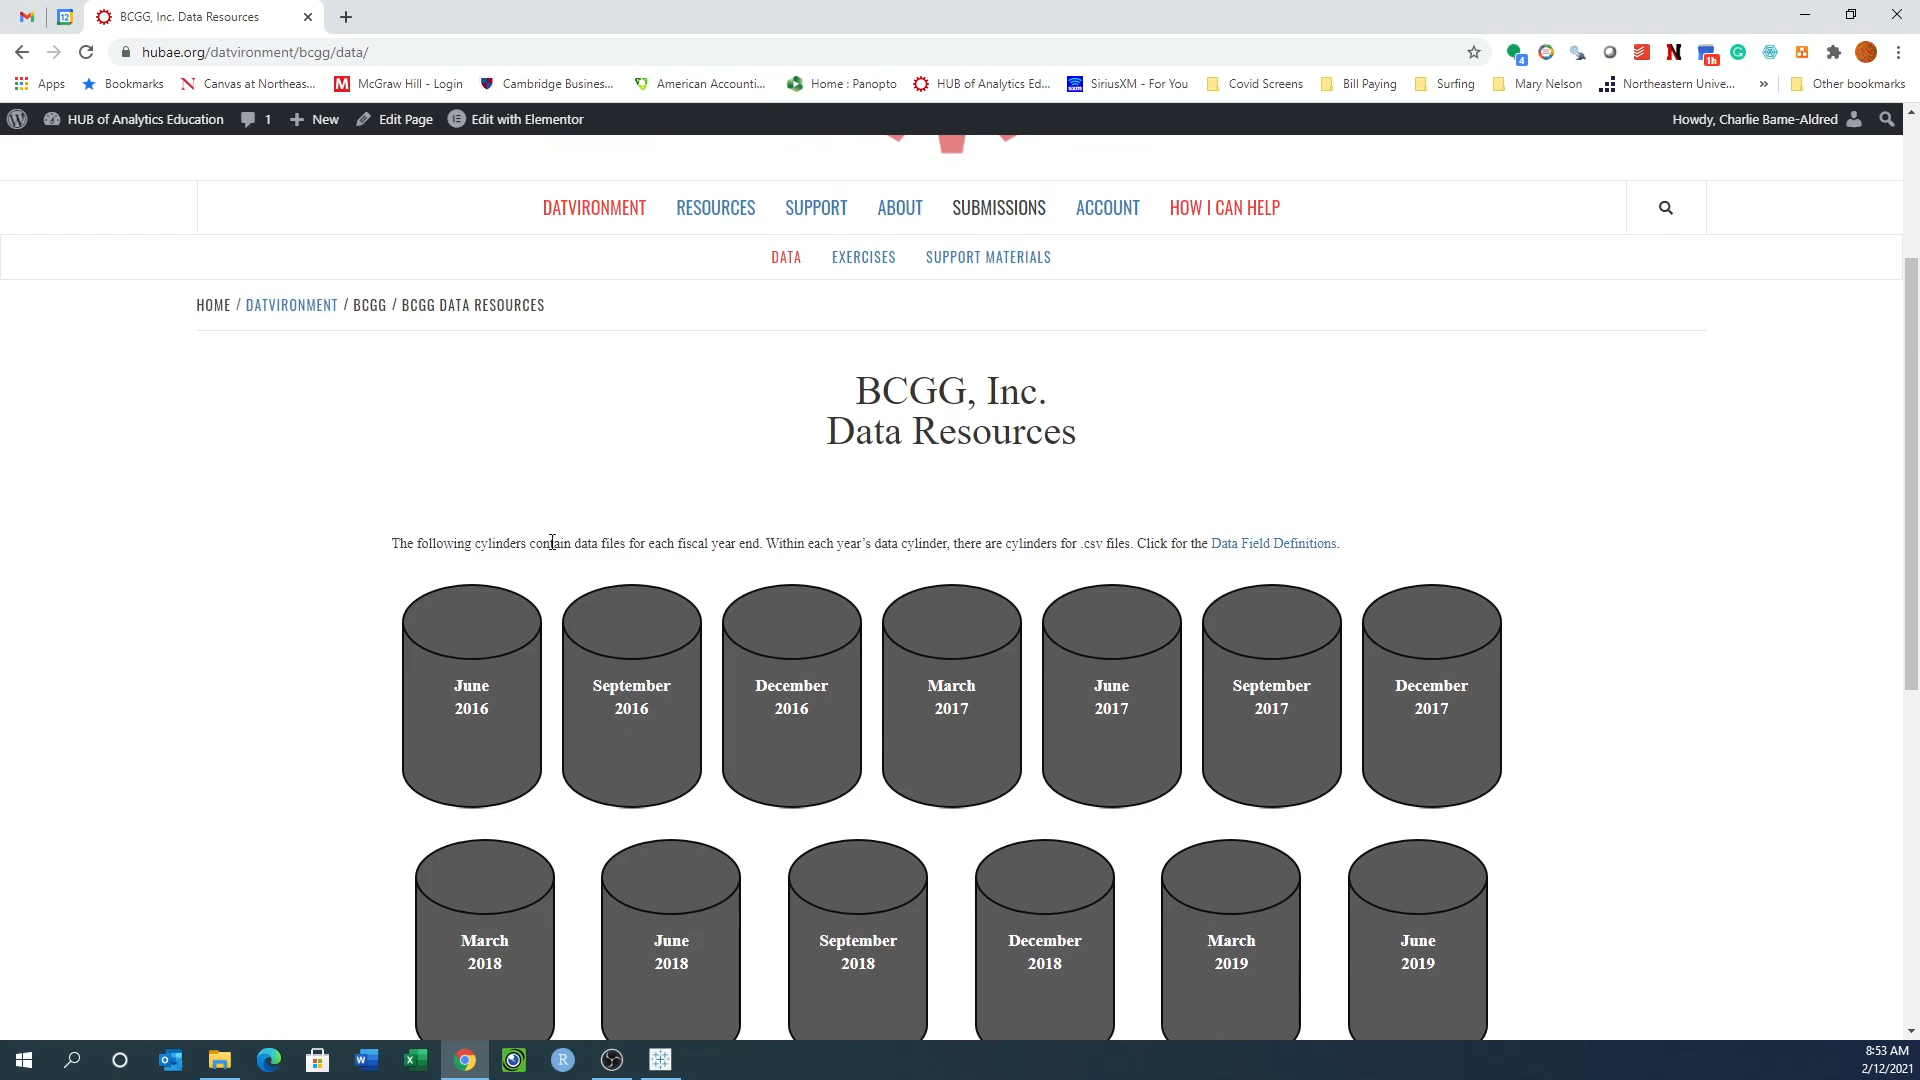 12
BCGG, Inc. Data Resources
hubae.org/datvironment/bcgg/data/
4
1h
Apps
Bookmarks
Canvas at Northeas...
McGraw Hill - Login
Cambridge Business...
American Accounti...
Home : Panopto
HUB of Analytics Ed...
SiriusXM - For You
Covid Screens
Bill Paying
Surfing
Mary Nelson
Northeastern Unive...
»
Other bookmarks
HUB of Analytics Education
1
New
Edit Page
Edit with Elementor
Howdy, Charlie Bame-Aldred
DATVIRONMENT
RESOURCES
SUPPORT
ABOUT
SUBMISSIONS
ACCOUNT
HOW I CAN HELP
DATA
EXERCISES
SUPPORT MATERIALS
HOME / DATVIRONMENT / BCGG / BCGG DATA RESOURCES
BCGG, Inc.
Data Resources
The following cylinders contain data files for each fiscal year end. Within each year’s data cylinder, there are cylinders for .csv files. Click for the Data Field Definitions.
June
2016
September
2016
December
2016
March
2017
June
2017
September
2017
December
2017
March
2018
June
2018
September
2018
December
2018
March
2019
June
2019
8:53 AM
2/12/2021